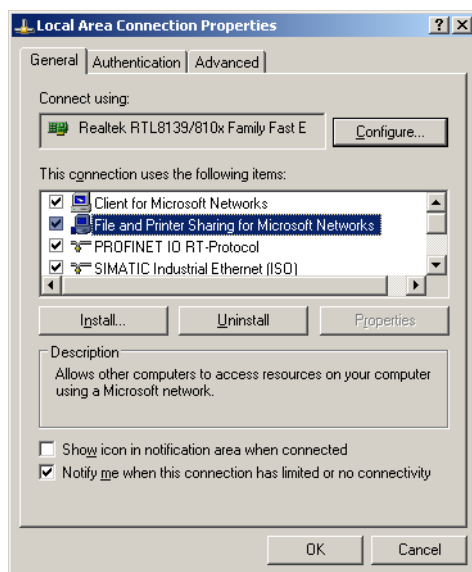 Local Area Connection Properties
General Authentication Advanced
Connect using:
Realtek RTL8139/810x Family Fast E
Configure...
This connection uses the following items:
Client for Microsoft Networks
File and Printer Sharing for Microsoft Networks
PROFINET IO RT-Protocol
SIMATIC Industrial Ethernet (ISO)
Install... Uninstall Properties
Description
Allows other computers to access resources on your computer
using a Microsoft network.
Show icon in notification area when connected
Notify me when this connection has limited or no connectivity
OK Cancel